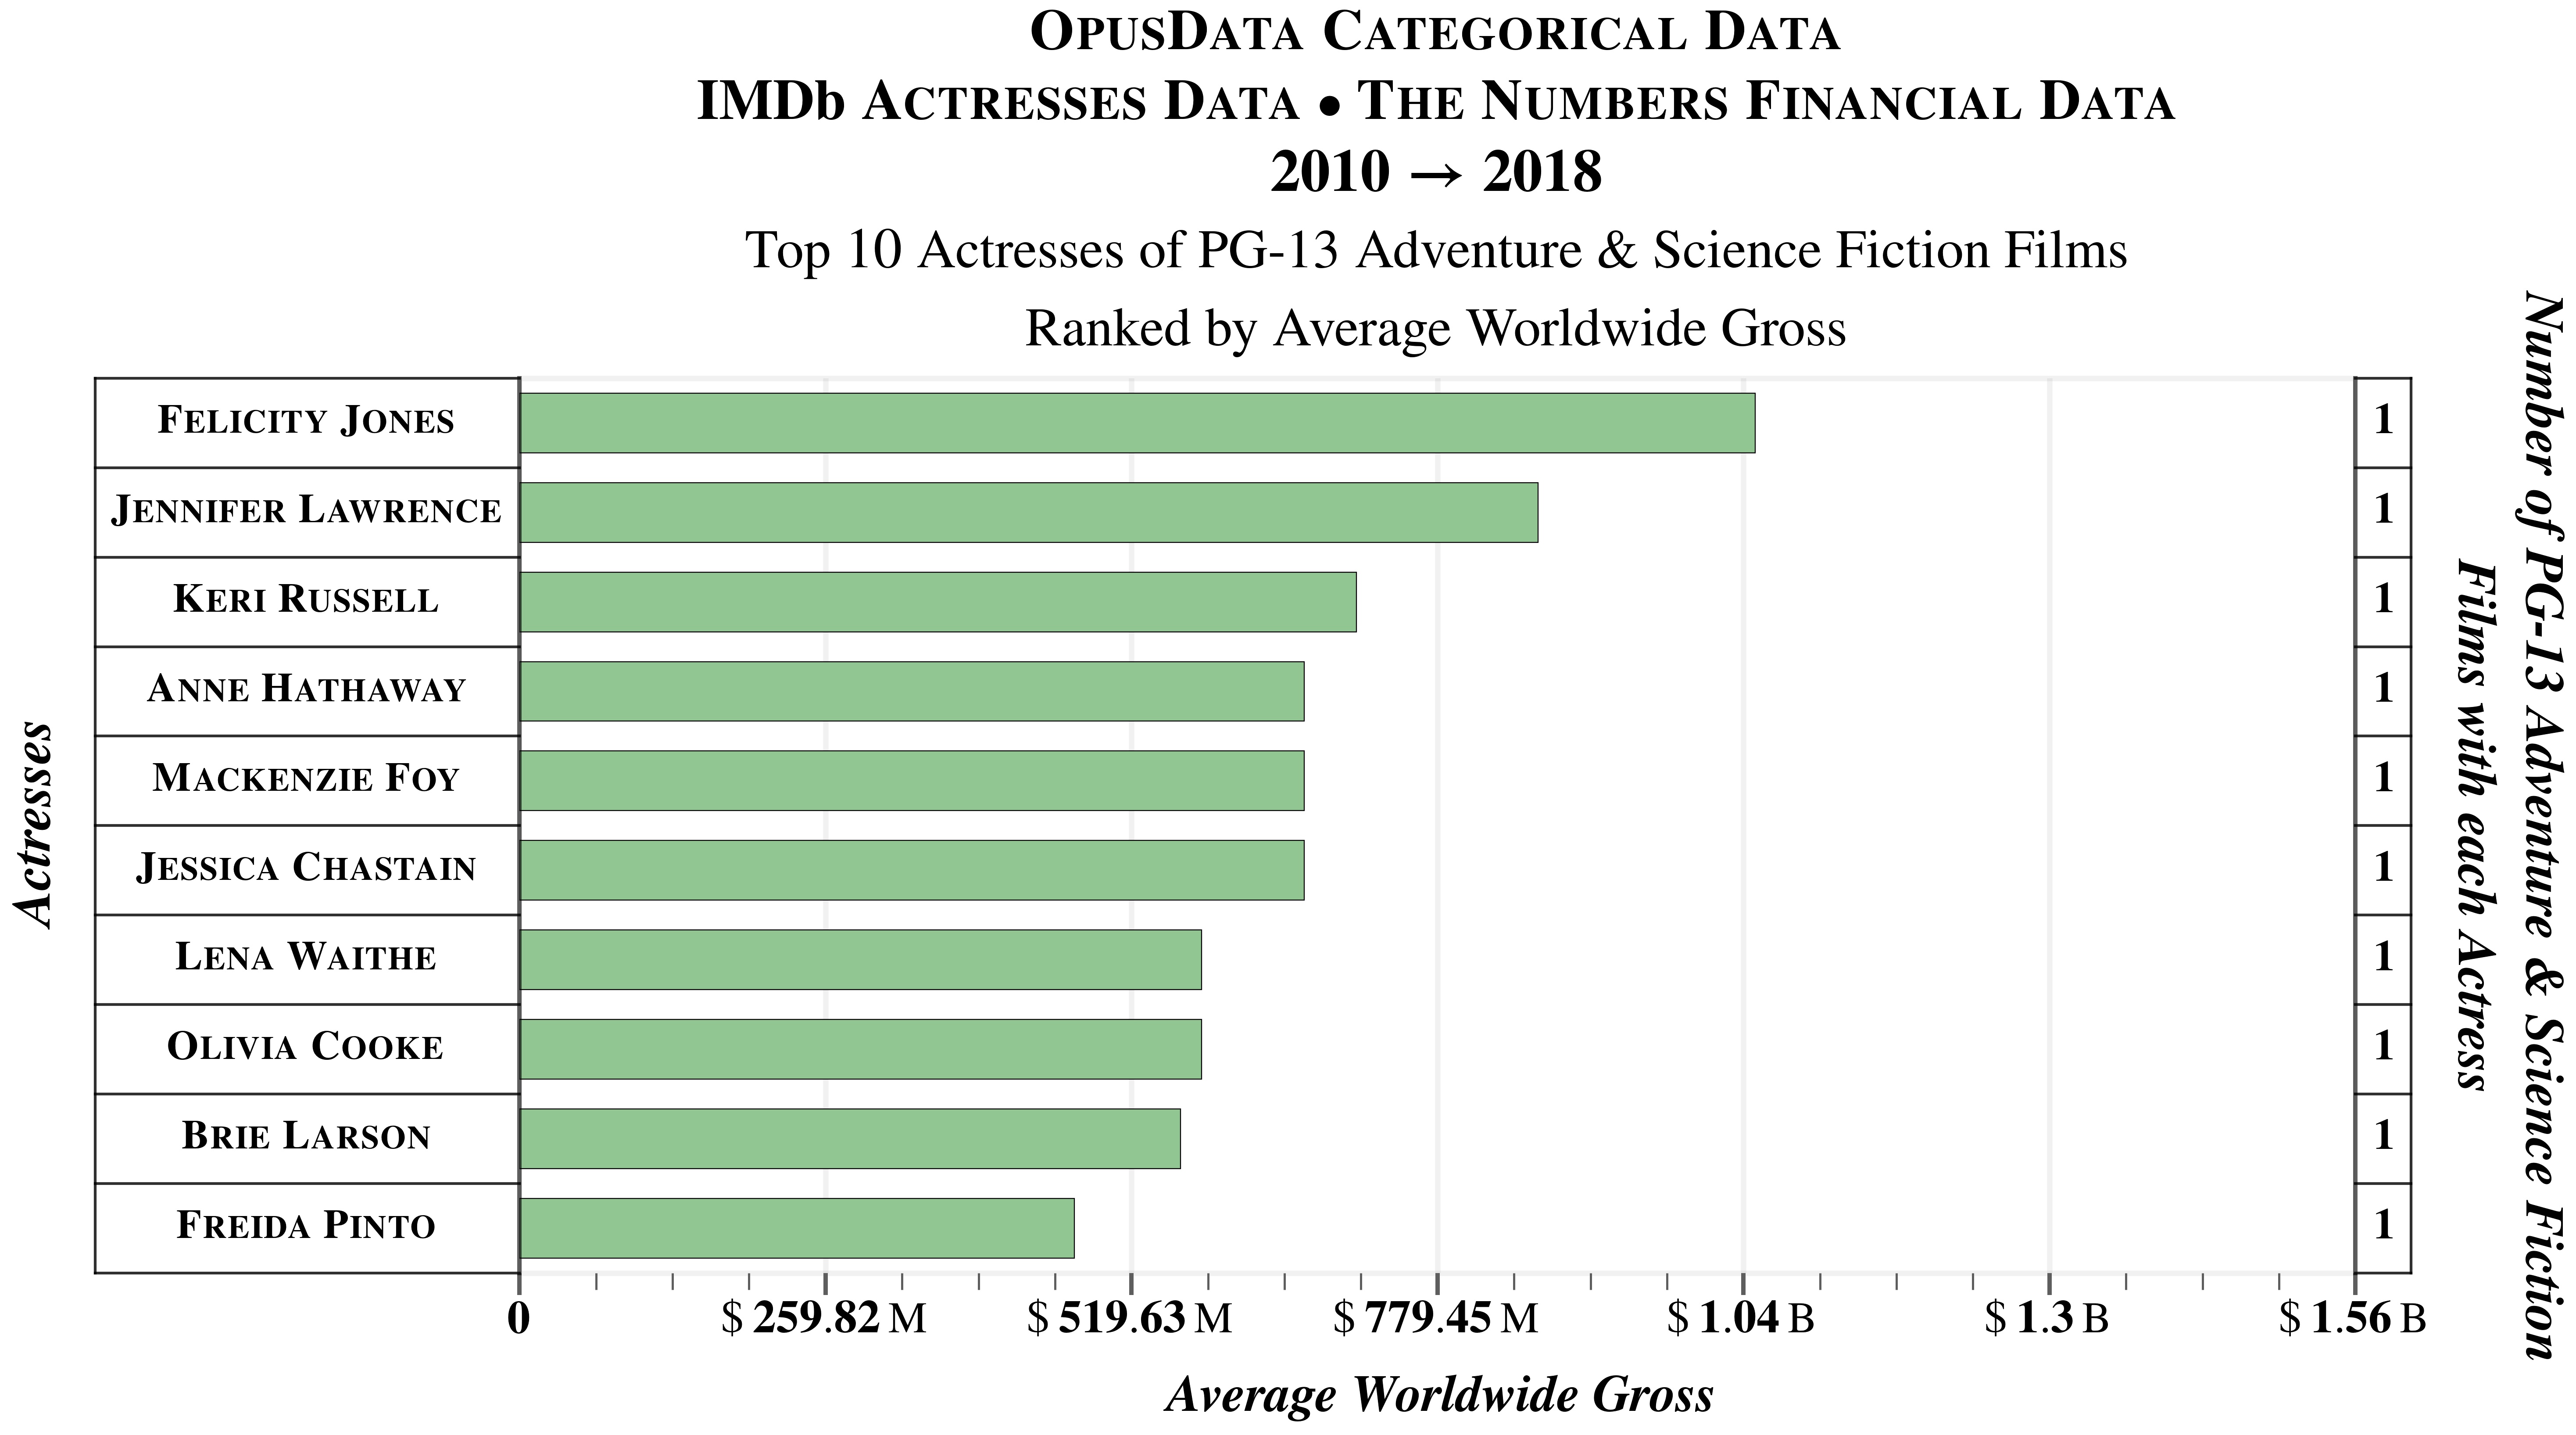 OpusData Categorical Data
IMDb Actresses Data • The Numbers Financial Data
2010 → 2018
Top 10 Actresses of PG-13 Adventure & Science Fiction Films
Ranked by Average Worldwide Gross
Actresses
Felicity Jones 1
Jennifer Lawrence 1
Keri Russell 1
Anne Hathaway 1
Mackenzie Foy 1
Jessica Chastain 1
Lena Waithe 1
Olivia Cooke 1
Brie Larson 1
Freida Pinto 1
0 $ 259.82 M $ 519.63 M $ 779.45 M $ 1.04 B $ 1.3 B $ 1.56 B
Average Worldwide Gross
Number of PG-13 Adventure & Science Fiction
Films with each Actress